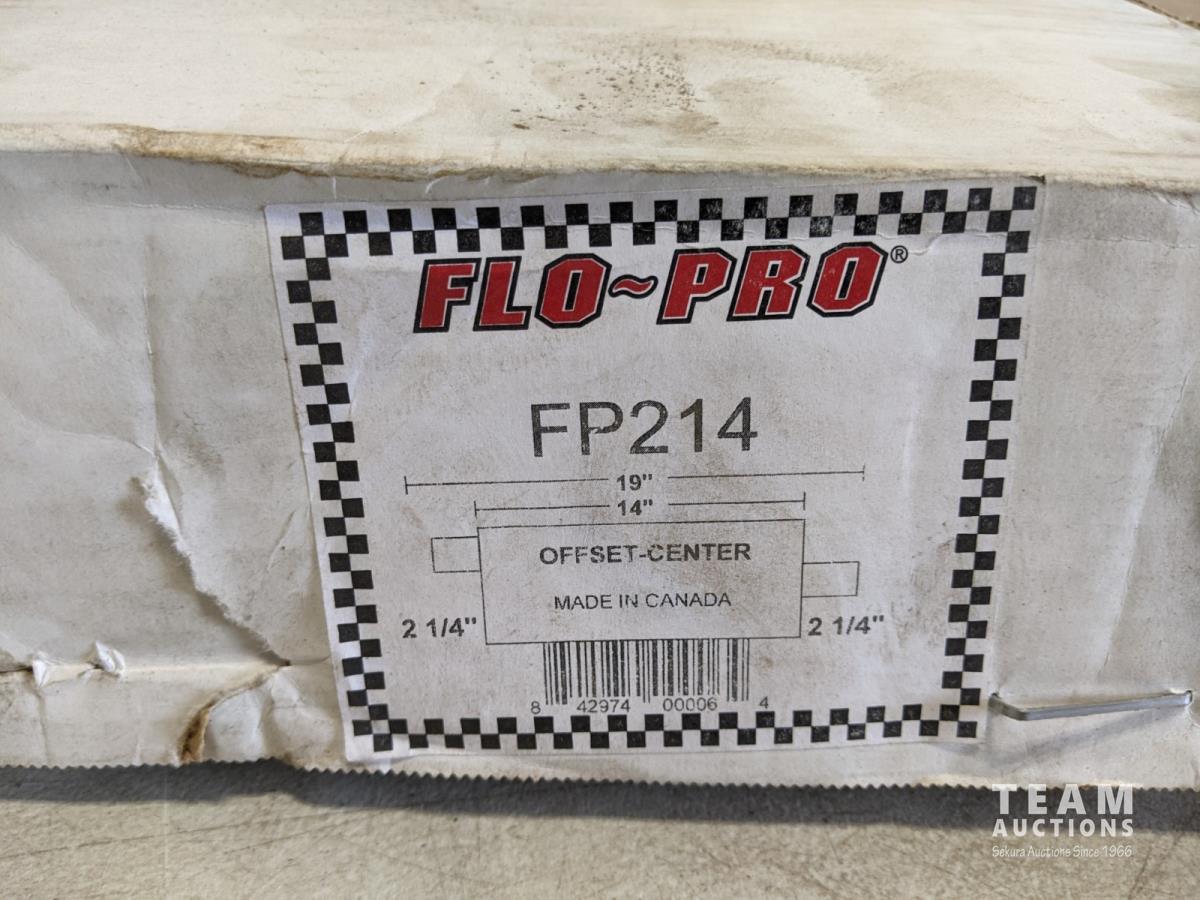 FLO~PRO®
FP214
19"
14"
OFFSET-CENTER
MADE IN CANADA
2 1/4" 2 1/4"
8 42974 00006 4
TEAM
AUCTIONS
Sekura Auctions Since 1966